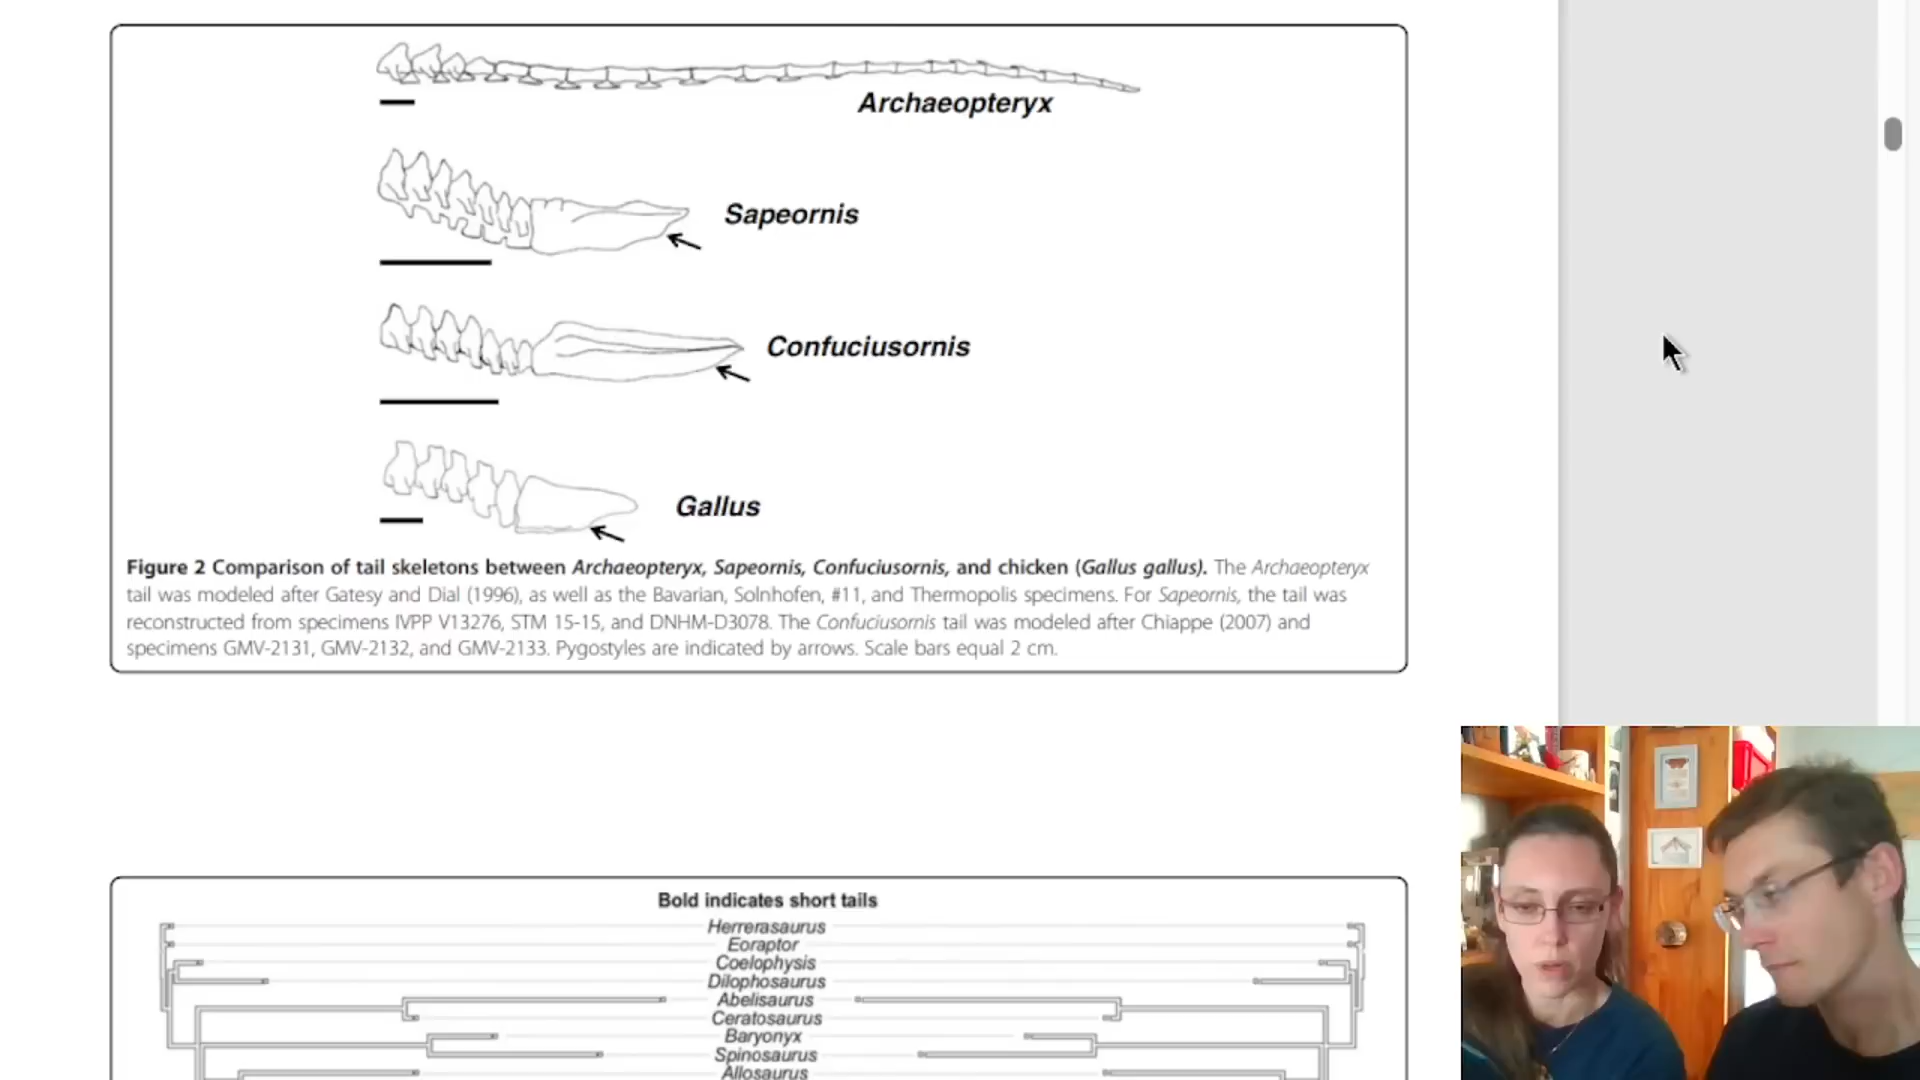 Archaeopteryx
Sapeornis
Confuciusornis
Gallus
Figure 2 Comparison of tail skeletons between Archaeopteryx, Sapeornis, Confuciusornis, and chicken (Gallus gallus). The Archaeopteryx
tail was modeled after Gatesy and Dial (1996), as well as the Bavarian, Solnhofen, #11, and Thermopolis specimens. For Sapeornis, the tail was
reconstructed from specimens IVPP V13276, STM 15-15, and DNHM-D3078. The Confuciusornis tail was modeled after Chiappe (2007) and
specimens GMV-2131, GMV-2132, and GMV-2133. Pygostyles are indicated by arrows. Scale bars equal 2 cm.
Bold indicates short tails
Herrerasaurus
Eoraptor
Coelophysis
Dilophosaurus
Abelisaurus
Ceratosaurus
Baryonyx
Spinosaurus
Allosaurus